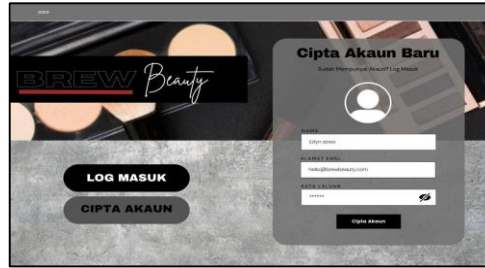 BREW Beauty
LOG MASUK
CIPTA AKAUN
Cipta Akaun Baru
Sudah Mempunyai Akaun? Log Masuk
NAMA
ALAMAT EMEL
hello@brewbeauty.com
KATA LALUAN
******
Cipta Akaun